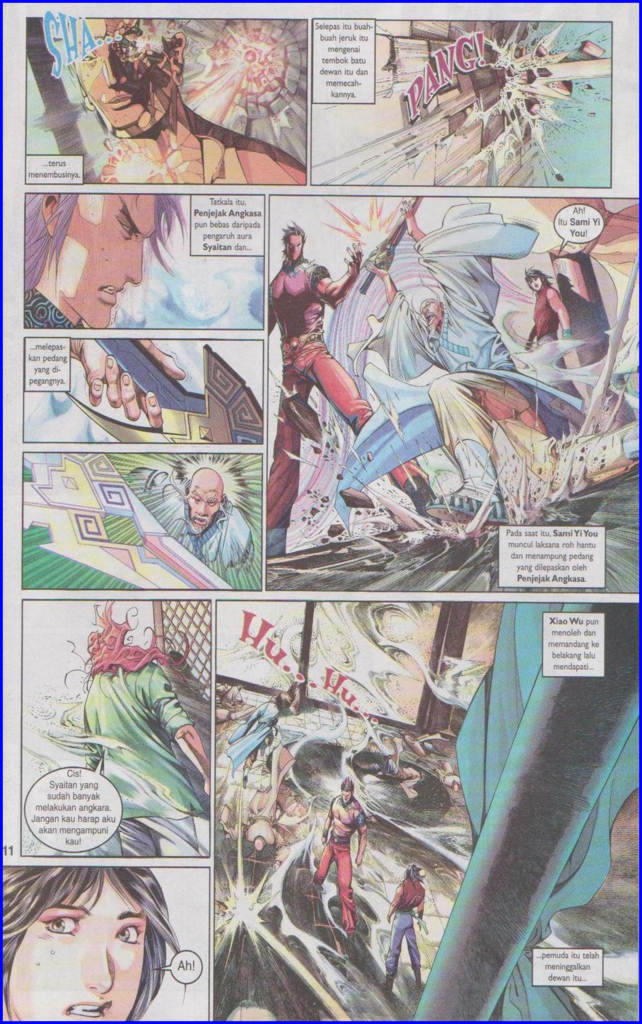 SHA...
...terus
menembusinya.
Selepas itu buah-
buah jeruk itu
mengenai
tembok batu
dewan itu dan
memecah-
kannya.
PANG!
Tatkala itu,
Penjejak Angkasa
pun bebas daripada
pengaruh aura
Syaitan dan...
Ah!
Itu Sami Yi
You!
...melepas-
kan pedang
yang di-
pegangnya.
Pada saat itu, Sami Yi You
muncul laksana roh hantu
dan menampung pedang
yang dilepaskan oleh
Penjejak Angkasa.
Cis!
Syaitan yang
sudah banyak
melakukan angkara.
Jangan kau harap aku
akan mengampuni
kau!
Hu...Hu...
Xiao Wu pun
menoleh dan
memandang ke
belakang lalu
mendapati...
11
Ah!
...pemuda itu telah
meninggalkan
dewan itu...